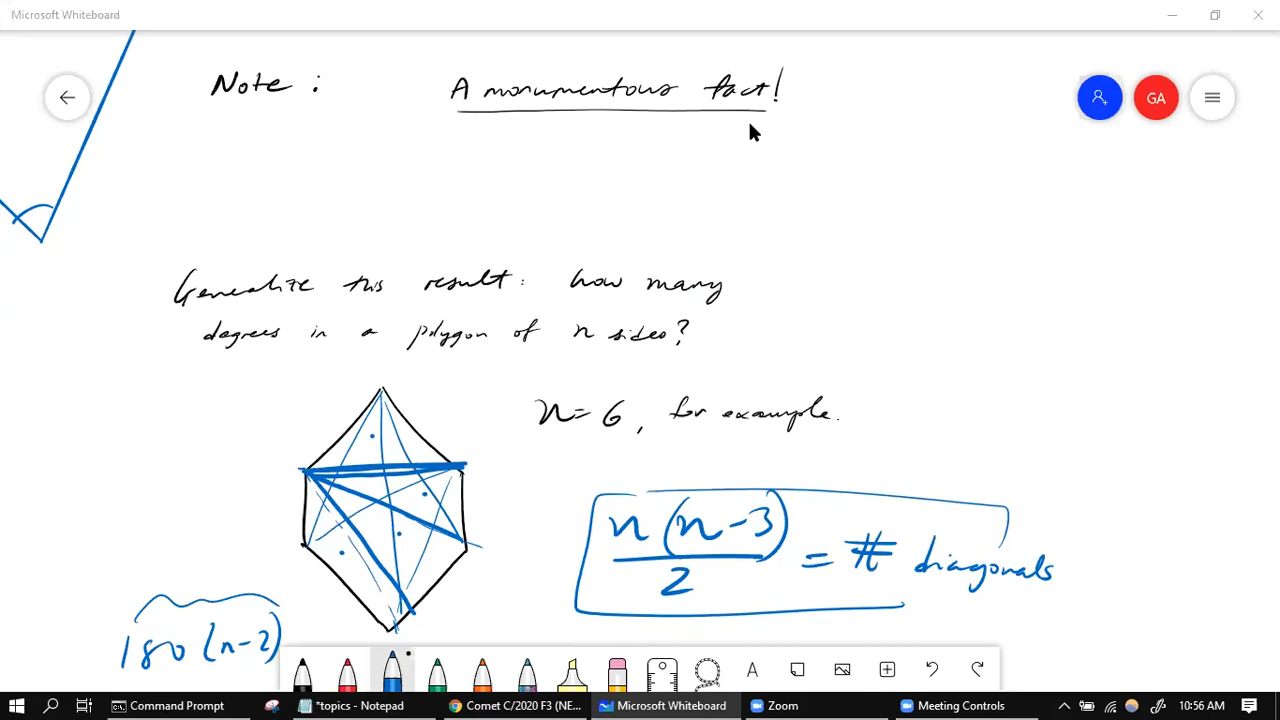 Microsoft Whiteboard
Note : A monumentous fact!
GA
Generalize this result: how many
degrees in a polygon of n sides?
n = 6, for example.
n(n-3)
2
= # diagonals
180(n-2)
A
Command Prompt
*topics - Notepad
Comet C/2020 F3 (NE...
Microsoft Whiteboard
Zoom
Meeting Controls
10:56 AM